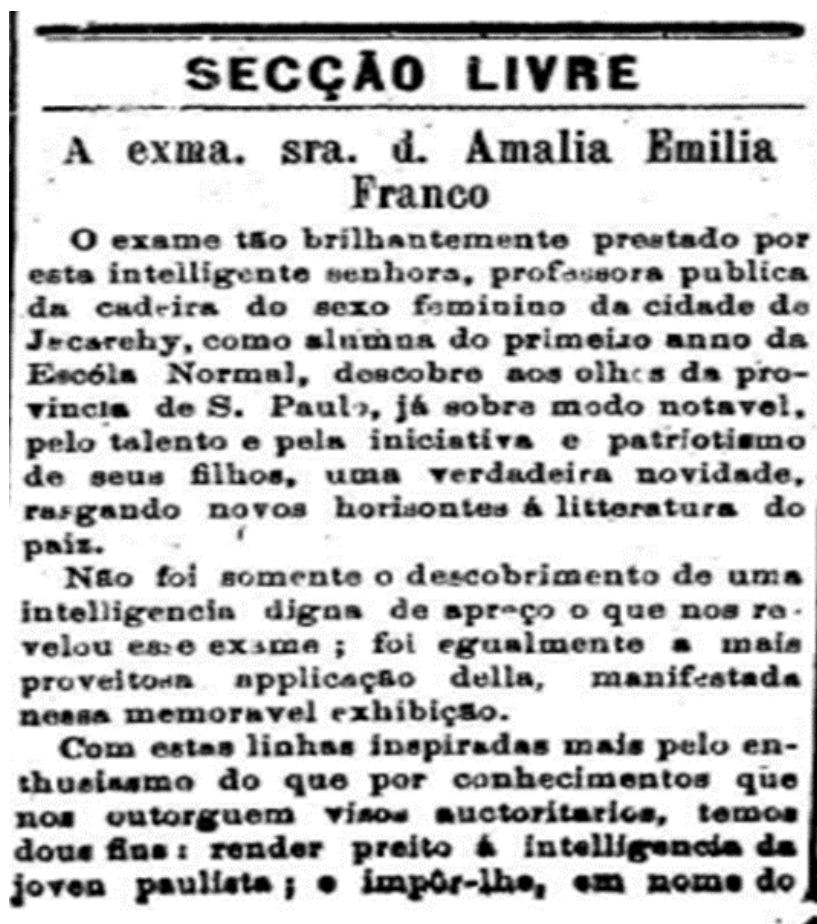 SECÇÃO LIVRE
A exma. sra. d. Amalia Emilia
Franco
O exame tão brilhantemente prestado por
esta intelligente senhora, professora publica
da cadeira do sexo feminino da cidade de
Jacarehy, como alumna do primeiro anno da
Escóla Normal, descobre aos olhos da pro-
vincia de S. Paulo, já sobre modo notavel,
pelo talento e pela iniciativa e patriotismo
de seus filhos, uma verdadeira novidade,
rasgando novos horisontes á litteratura do
paiz.
Não foi somente o descobrimento de uma
intelligencia digna de apreço o que nos re-
velou esse exame ; foi egualmente a mais
proveitosa applicação della, manifestada
nessa memoravel exhibição.
Com estas linhas inspiradas mais pelo en-
thusiasmo do que por conhecimentos que
nos outorguem visos auctoritarios, temos
dous fins: render preito á intelligencia da
joven paulista ; e impôr-lhe, em nome do